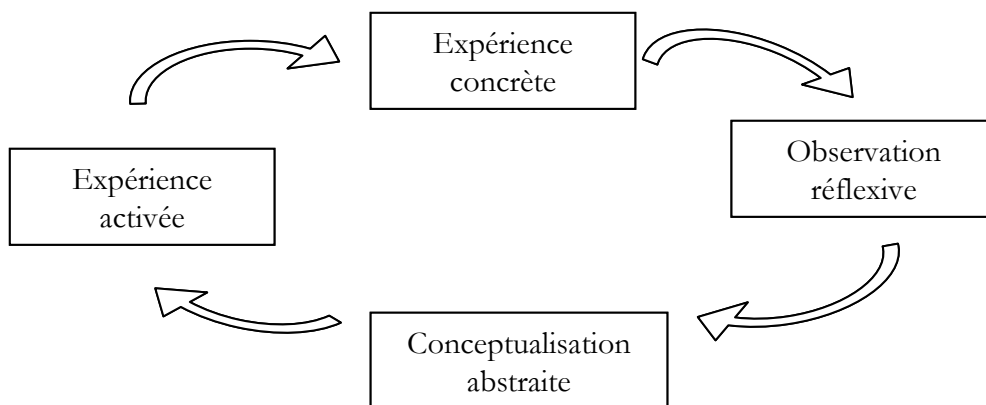 Expérience
concrète
Observation
réflexive
Expérience
activée
Conceptualisation
abstraite